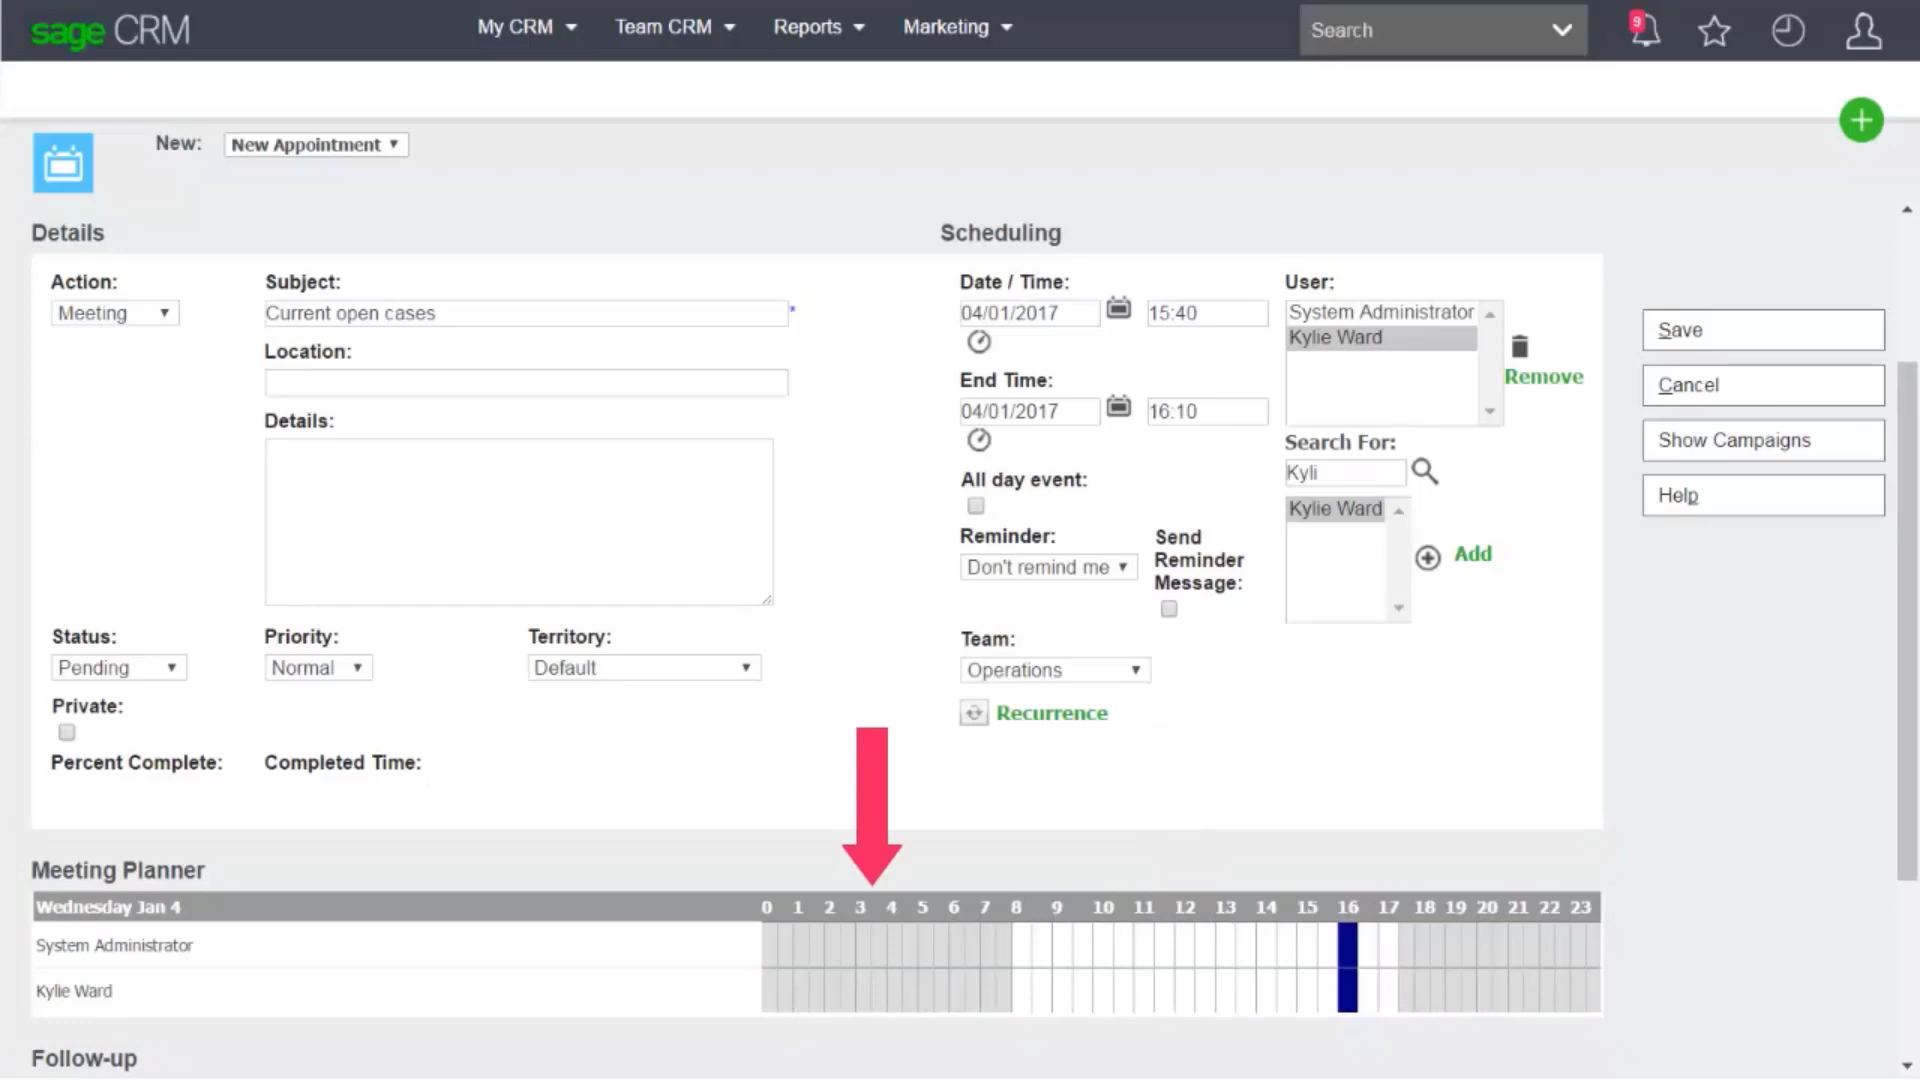 sage CRM
My CRM
Team CRM
Reports
Marketing
Search
9
New:
New Appointment
Details
Scheduling
Action:
Subject:
Date / Time:
User:
Meeting
Current open cases
*
04/01/2017
15:40
System Administrator
Kylie Ward
Remove
Save
Location:
End Time:
Cancel
Details:
04/01/2017
16:10
Search For:
Show Campaigns
Kyli
All day event:
Help
Kylie Ward
Reminder:
Send
Reminder
Message:
Don't remind me
Add
Status:
Priority:
Territory:
Team:
Pending
Normal
Default
Operations
Private:
Recurrence
Percent Complete:
Completed Time:
Meeting Planner
Wednesday Jan 4
0 1 2 3 4 5 6 7 8 9 10 11 12 13 14 15 16 17 18 19 20 21 22 23
System Administrator
Kylie Ward
Follow-up